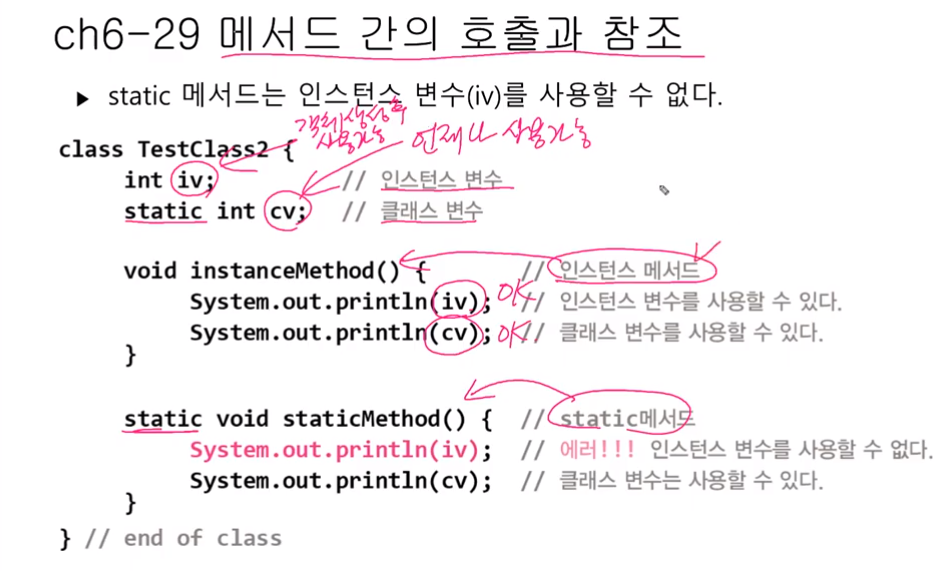 ch6-29 메서드 간의 호출과 참조
▶ static 메서드는 인스턴스 변수(iv)를 사용할 수 없다.
객체생성후
사용가능
언제나 사용가능
class TestClass2 {
int iv; // 인스턴스 변수
static int cv; // 클래스 변수
void instanceMethod() { // 인스턴스 메서드
System.out.println(iv); OK // 인스턴스 변수를 사용할 수 있다.
System.out.println(cv); OK // 클래스 변수를 사용할 수 있다.
}
static void staticMethod() { // static메서드
System.out.println(iv); // 에러!!! 인스턴스 변수를 사용할 수 없다.
System.out.println(cv); // 클래스 변수는 사용할 수 있다.
}
} // end of class